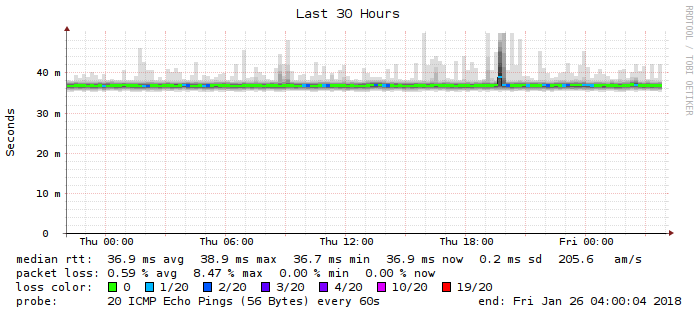 Last 30 Hours
RRDTOOL / TOBI OETIKER
Seconds
40 m
30 m
20 m
10 m
0
Thu 00:00 Thu 06:00 Thu 12:00 Thu 18:00 Fri 00:00
median rtt: 36.9 ms avg 38.9 ms max 36.7 ms min 36.9 ms now 0.2 ms sd 205.6 am/s
packet loss: 0.59 % avg 8.47 % max 0.00 % min 0.00 % now
loss color: 0 1/20 2/20 3/20 4/20 10/20 19/20
probe: 20 ICMP Echo Pings (56 Bytes) every 60s end: Fri Jan 26 04:00:04 2018